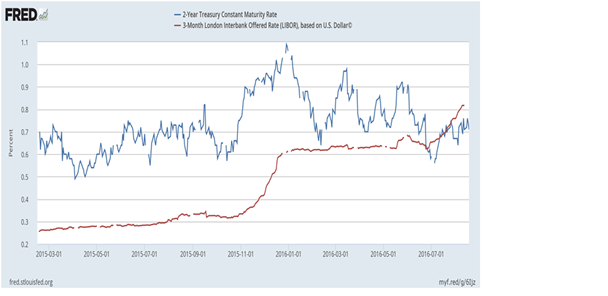 FRED
2-Year Treasury Constant Maturity Rate
3-Month London Interbank Offered Rate (LIBOR), based on U.S. Dollar©
1.1
1.0
0.9
0.8
0.7
0.6
0.5
0.4
0.3
0.2
Percent
2015-03-01 2015-05-01 2015-07-01 2015-09-01 2015-11-01 2016-01-01 2016-03-01 2016-05-01 2016-07-01
fred.stlouisfed.org